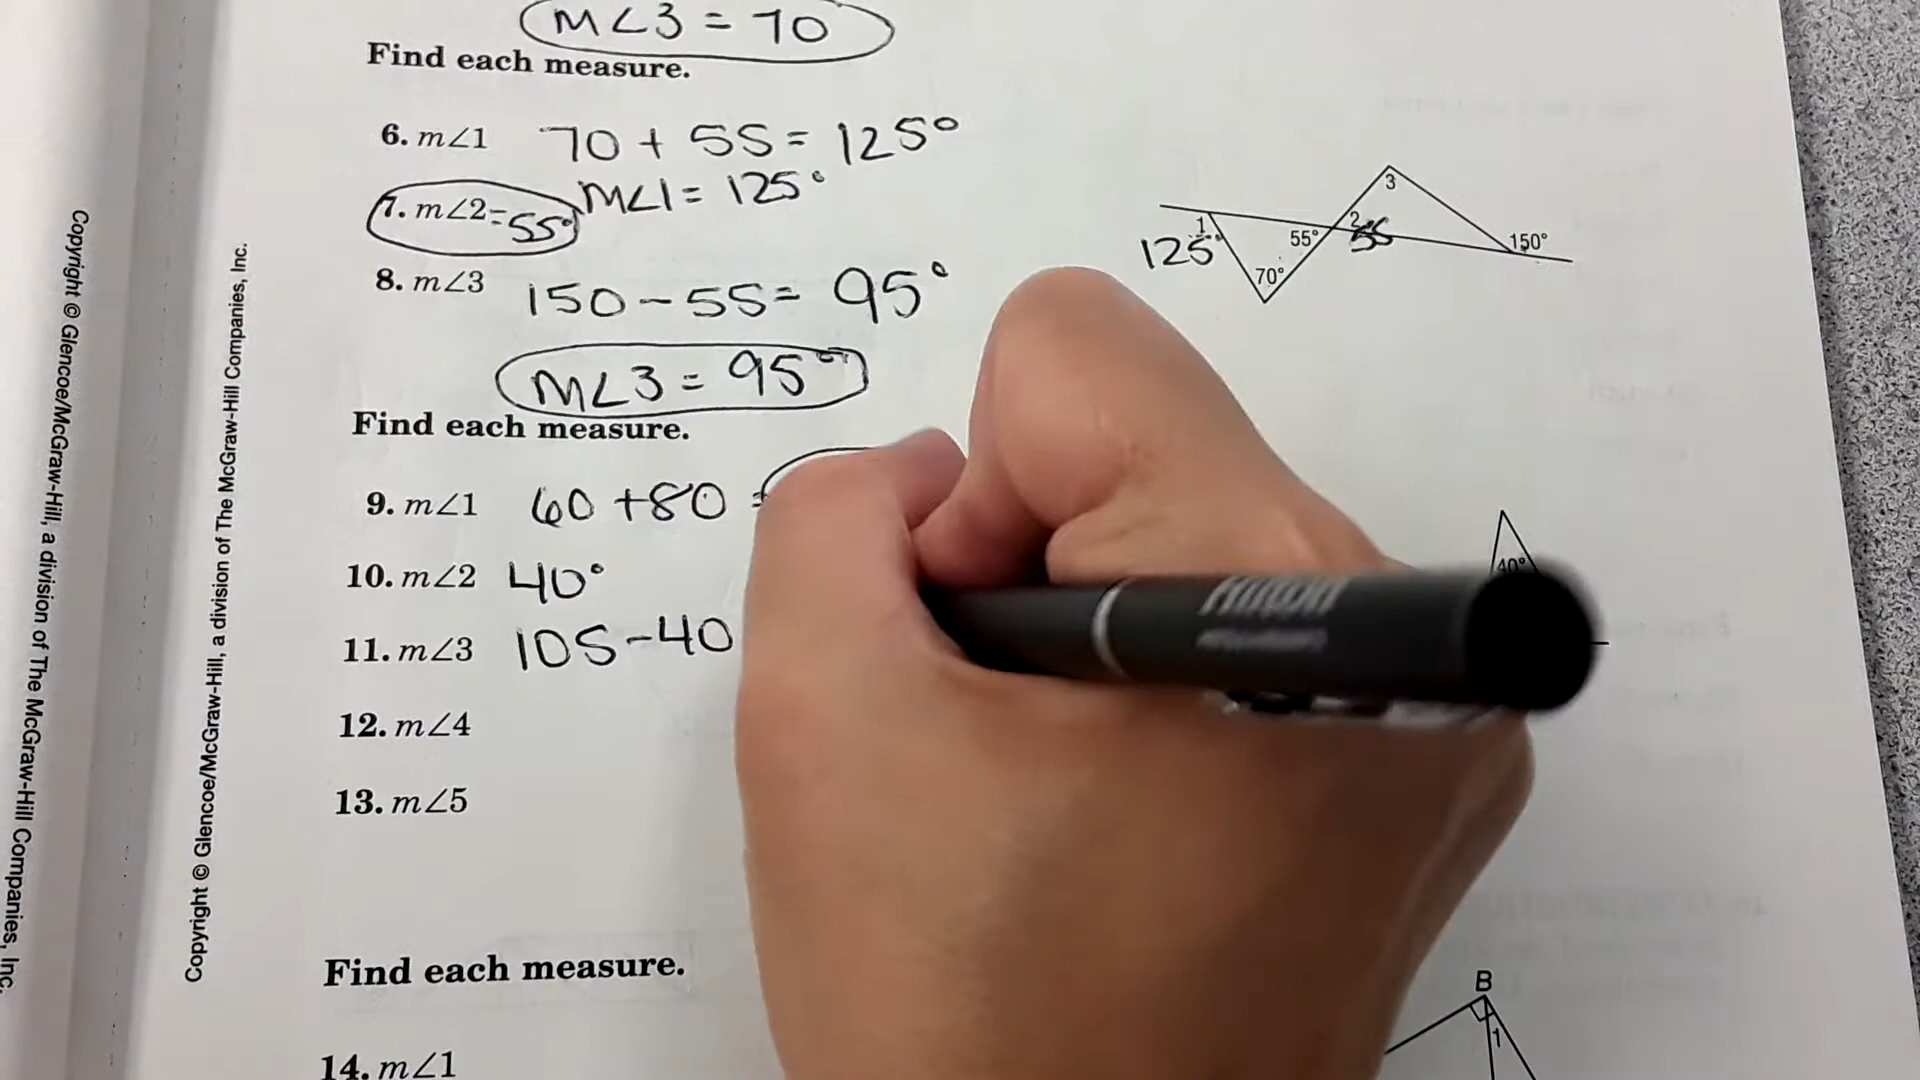 m∠3 = 70
Find each measure.
6. m∠1 70 + 55 = 125°
m∠1 = 125°
7. m∠2 = 55°
8. m∠3 150 - 55 = 95°
m∠3 = 95°
Find each measure.
9. m∠1 60 + 80 =
10. m∠2 40°
11. m∠3 105 - 40
12. m∠4
13. m∠5
Find each measure.
14. m∠1
3
1
125°
55°
2
55
150°
70°
40°
B
1
Copyright © Glencoe/McGraw-Hill, a division of The McGraw-Hill Companies, Inc.
Copyright © Glencoe/McGraw-Hill, a division of The McGraw-Hill Companies, Inc.